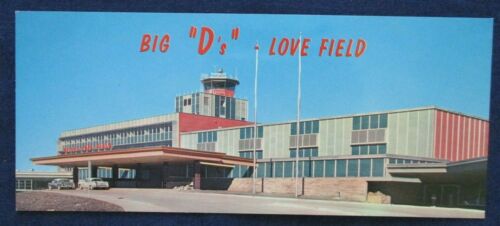 BIG "D's" - LOVE FIELD